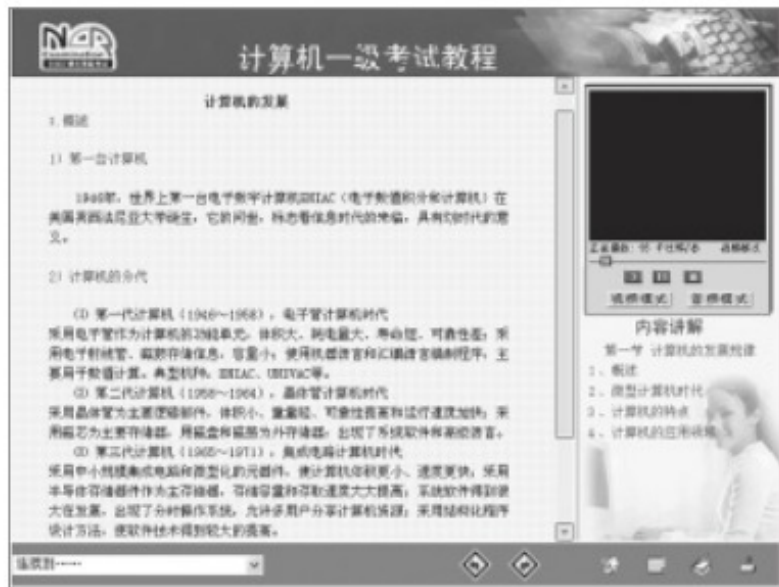 NCR
计算机一级考试教程
计算机的发展
1. 概述
1) 第一台计算机
1946年，世界上第一台电子数字计算机ENIAC（电子数值积分和计算机）在
美国宾西法尼亚大学诞生，它的问世，标志着信息时代的来临，具有划时代的意
义。
2) 计算机的分代
(1) 第一代计算机（1946～1958），电子管计算机时代
采用电子管作为计算机的功能单元，体积大、耗电量大、寿命短、可靠性差；采
用电子射线管、磁鼓存储信息，容量小；使用机器语言和汇编语言编制程序，主
要用于数值计算。典型机种：ENIAC、UNIVAC等。
(2) 第二代计算机（1958～1964），晶体管计算机时代
采用晶体管为主要逻辑部件，体积小、重量轻、可靠性提高和运行速度加快；采
用磁芯为主要存储器，用磁盘和磁带为外存储器；出现了系统软件和高级语言。
(3) 第三代计算机（1965～1971），集成电路计算机时代
采用中小规模集成电路和微型化的元器件，使计算机体积更小、速度更快；采用
半导体存储器件作为主存储器，存储容量和存取速度大大提高；系统软件得到很
大在发展，出现了分时操作系统，允许多用户分享计算机资源；采用结构化程序
设计方法，使软件技术得到较大的提高。
视频模式 音频模式
内容讲解
第一节 计算机的发展规律
1、概述
2、微型计算机时代
3、计算机的特点
4、计算机的应用领域
连续到……